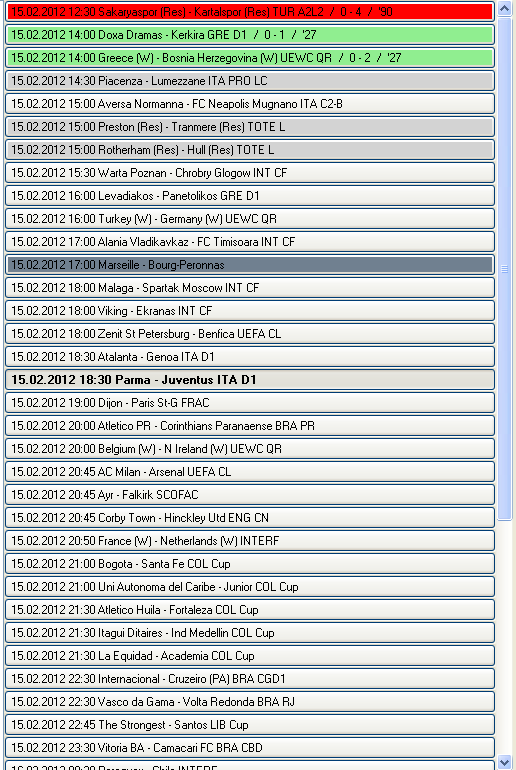 15.02.2012 12:30 Sakaryaspor (Res) - Kartalspor (Res) TUR A2L2 / 0 - 4 / '90
15.02.2012 14:00 Doxa Dramas - Kerkira GRE D1 / 0 - 1 / '27
15.02.2012 14:00 Greece (W) - Bosnia Herzegovina (W) UEWC QR / 0 - 2 / '27
15.02.2012 14:30 Piacenza - Lumezzane ITA PRO LC
15.02.2012 15:00 Aversa Normanna - FC Neapolis Mugnano ITA C2-B
15.02.2012 15:00 Preston (Res) - Tranmere (Res) TOTE L
15.02.2012 15:00 Rotherham (Res) - Hull (Res) TOTE L
15.02.2012 15:30 Warta Poznan - Chrobry Glogow INT CF
15.02.2012 16:00 Levadiakos - Panetolikos GRE D1
15.02.2012 16:00 Turkey (W) - Germany (W) UEWC QR
15.02.2012 17:00 Alania Vladikavkaz - FC Timisoara INT CF
15.02.2012 17:00 Marseille - Bourg-Peronnas
15.02.2012 18:00 Malaga - Spartak Moscow INT CF
15.02.2012 18:00 Viking - Ekranas INT CF
15.02.2012 18:00 Zenit St Petersburg - Benfica UEFA CL
15.02.2012 18:30 Atalanta - Genoa ITA D1
15.02.2012 18:30 Parma - Juventus ITA D1
15.02.2012 19:00 Dijon - Paris St-G FRAC
15.02.2012 20:00 Atletico PR - Corinthians Paranaense BRA PR
15.02.2012 20:00 Belgium (W) - N Ireland (W) UEWC QR
15.02.2012 20:45 AC Milan - Arsenal UEFA CL
15.02.2012 20:45 Ayr - Falkirk SCOFAC
15.02.2012 20:45 Corby Town - Hinckley Utd ENG CN
15.02.2012 20:50 France (W) - Netherlands (W) INTERF
15.02.2012 21:00 Bogota - Santa Fe COL Cup
15.02.2012 21:00 Uni Autonoma del Caribe - Junior COL Cup
15.02.2012 21:30 Atletico Huila - Fortaleza COL Cup
15.02.2012 21:30 Itagui Ditaires - Ind Medellin COL Cup
15.02.2012 21:30 La Equidad - Academia COL Cup
15.02.2012 22:30 Internacional - Cruzeiro (PA) BRA CGD1
15.02.2012 22:30 Vasco da Gama - Volta Redonda BRA RJ
15.02.2012 22:45 The Strongest - Santos LIB Cup
15.02.2012 23:30 Vitoria BA - Camacari FC BRA CBD